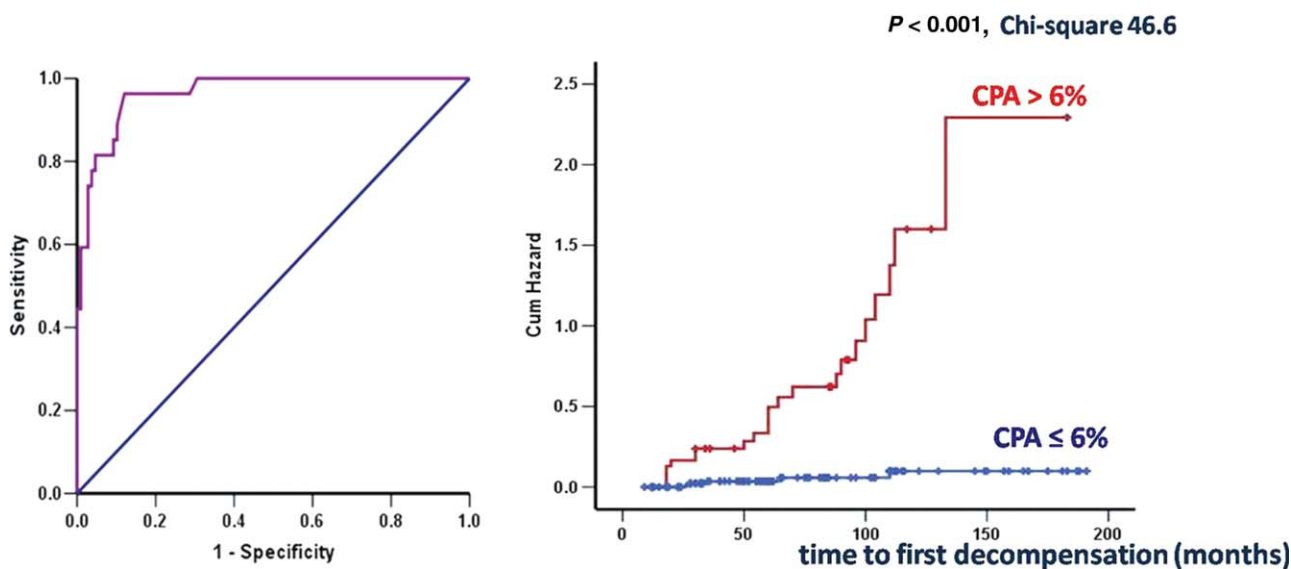 P < 0.001, Chi-square 46.6
1.0
0.8
0.6
0.4
0.2
0.0
Sensitivity
0.0 0.2 0.4 0.6 0.8 1.0
1 - Specificity
2.5
2.0
1.5
1.0
0.5
0.0
Cum Hazard
CPA > 6%
CPA ≤ 6%
0 50 100 150 200
time to first decompensation (months)